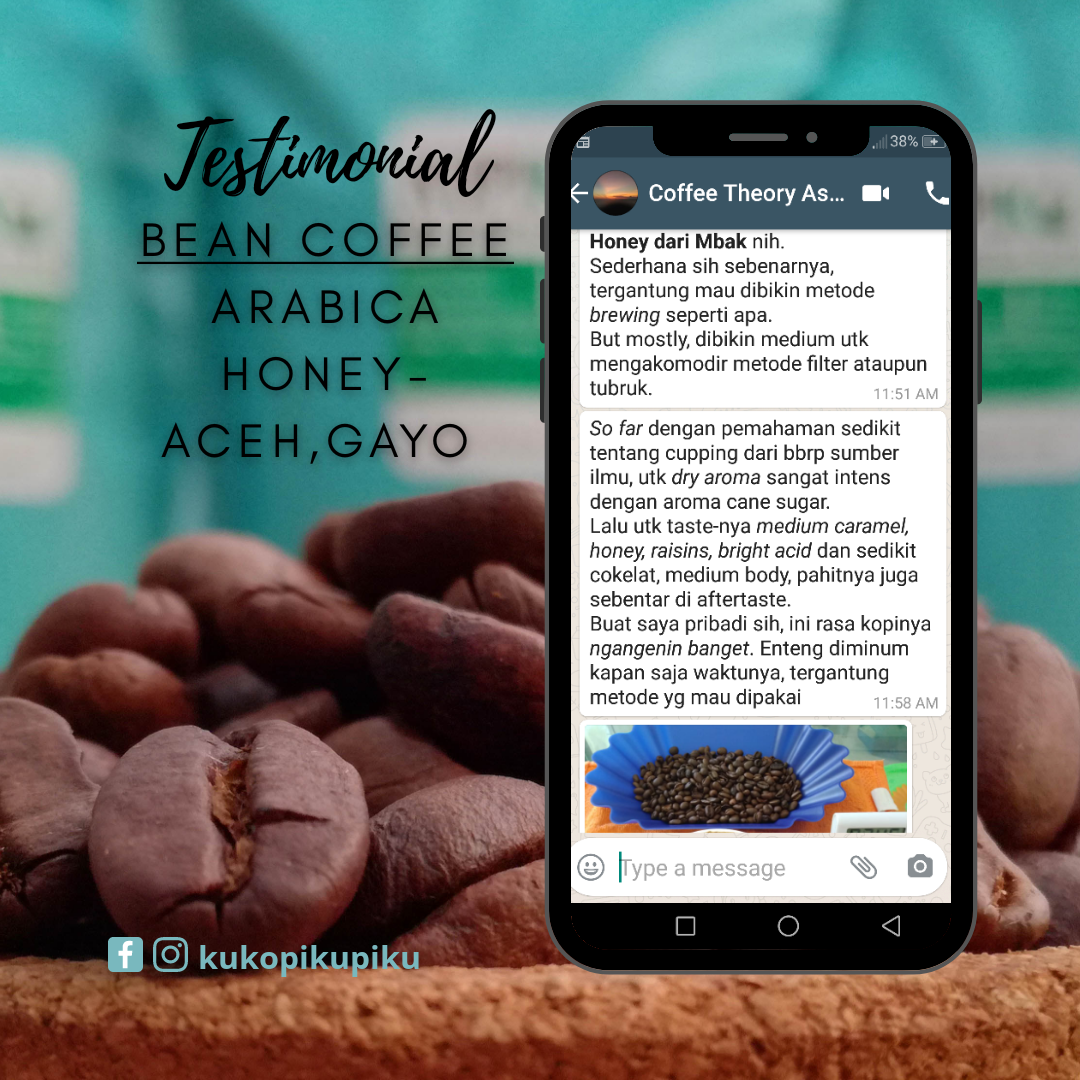 Testimonial
BEAN COFFEE
ARABICA
HONEY-
ACEH,GAYO
38%
Coffee Theory As...
Honey dari Mbak nih.
Sederhana sih sebenarnya,
tergantung mau dibikin metode
brewing seperti apa.
But mostly, dibikin medium utk
mengakomodir metode filter ataupun
tubruk.
11:51 AM
So far dengan pemahaman sedikit
tentang cupping dari bbrp sumber
ilmu, utk dry aroma sangat intens
dengan aroma cane sugar.
Lalu utk taste-nya medium caramel,
honey, raisins, bright acid dan sedikit
cokelat, medium body, pahitnya juga
sebentar di aftertaste.
Buat saya pribadi sih, ini rasa kopinya
ngangenin banget. Enteng diminum
kapan saja waktunya, tergantung
metode yg mau dipakai
11:58 AM
Type a message
kukopikupiku